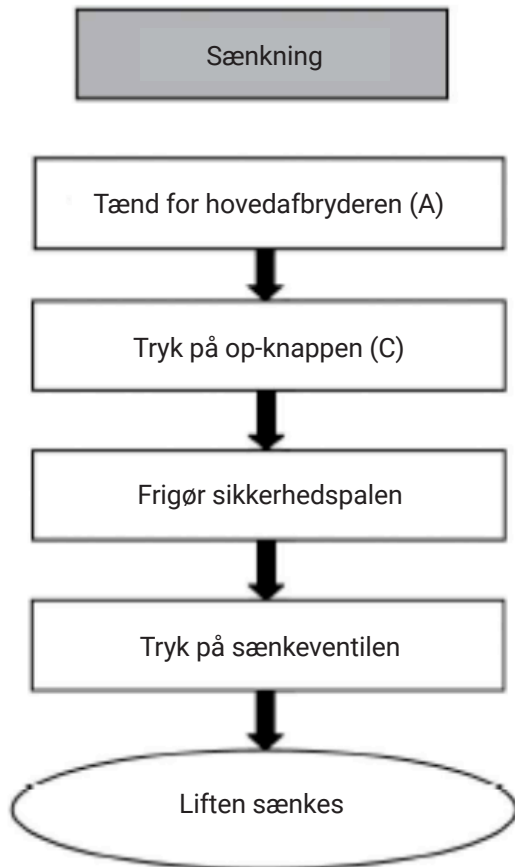 Sænkning
Tænd for hovedafbryderen (A)
Tryk på op-knappen (C)
Frigør sikkerhedspalen
Tryk på sænkeventilen
Liften sænkes